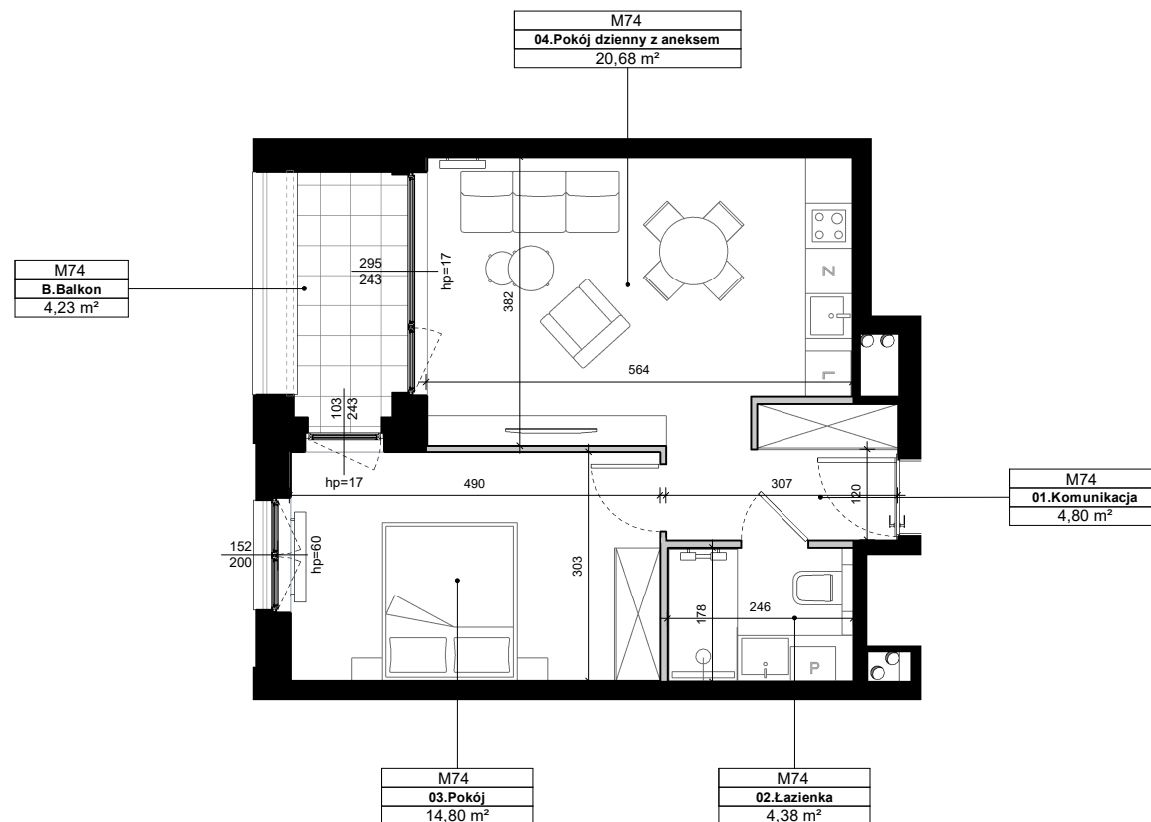 M74
04.Pokój dzienny z aneksem
20,68 m²
M74
B.Balkon
4,23 m²
295
243
hp=17
382
564
Z
L
103
243
hp=17
490
307
120
M74
01.Komunikacja
4,80 m²
152
200
hp=60
303
178
246
P
M74
03.Pokój
14,80 m²
M74
02.Łazienka
4,38 m²